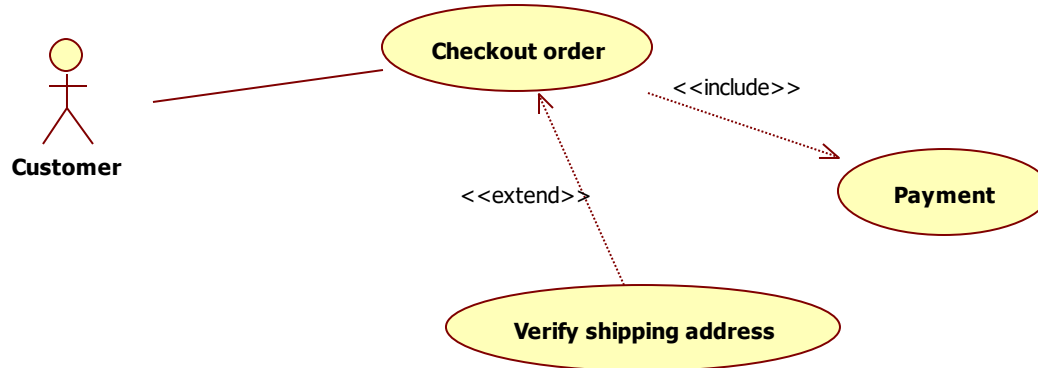 Checkout order
<<include>>
Customer
Payment
<<extend>>
Verify shipping address